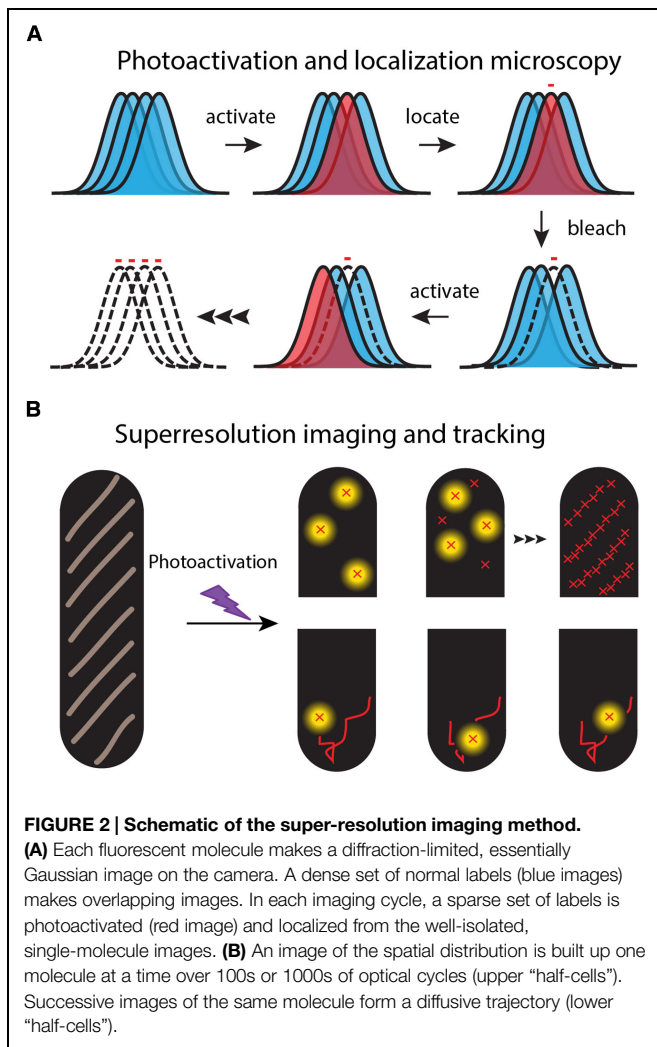 A
Photoactivation and localization microscopy
activate
locate
bleach
activate
B
Superresolution imaging and tracking
Photoactivation
FIGURE 2 | Schematic of the super-resolution imaging method.
(A) Each fluorescent molecule makes a diffraction-limited, essentially
Gaussian image on the camera. A dense set of normal labels (blue images)
makes overlapping images. In each imaging cycle, a sparse set of labels is
photoactivated (red image) and localized from the well-isolated,
single-molecule images. (B) An image of the spatial distribution is built up one
molecule at a time over 100s or 1000s of optical cycles (upper “half-cells”).
Successive images of the same molecule form a diffusive trajectory (lower
“half-cells”).